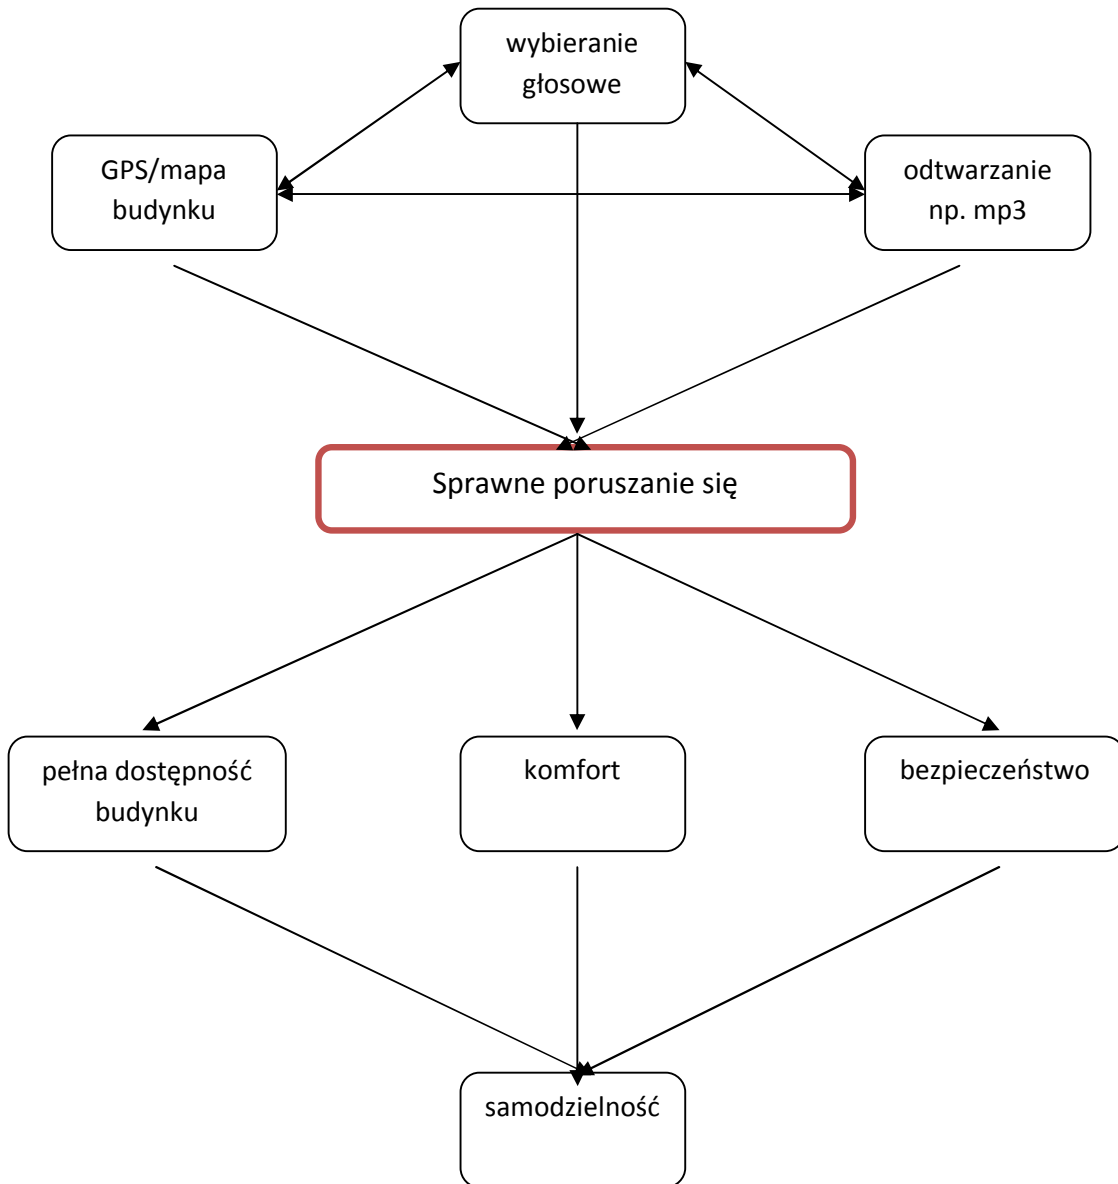 wybieranie
głosowe
GPS/mapa
budynku
odtwarzanie
np. mp3
Sprawne poruszanie się
pełna dostępność
budynku
komfort
bezpieczeństwo
samodzielność